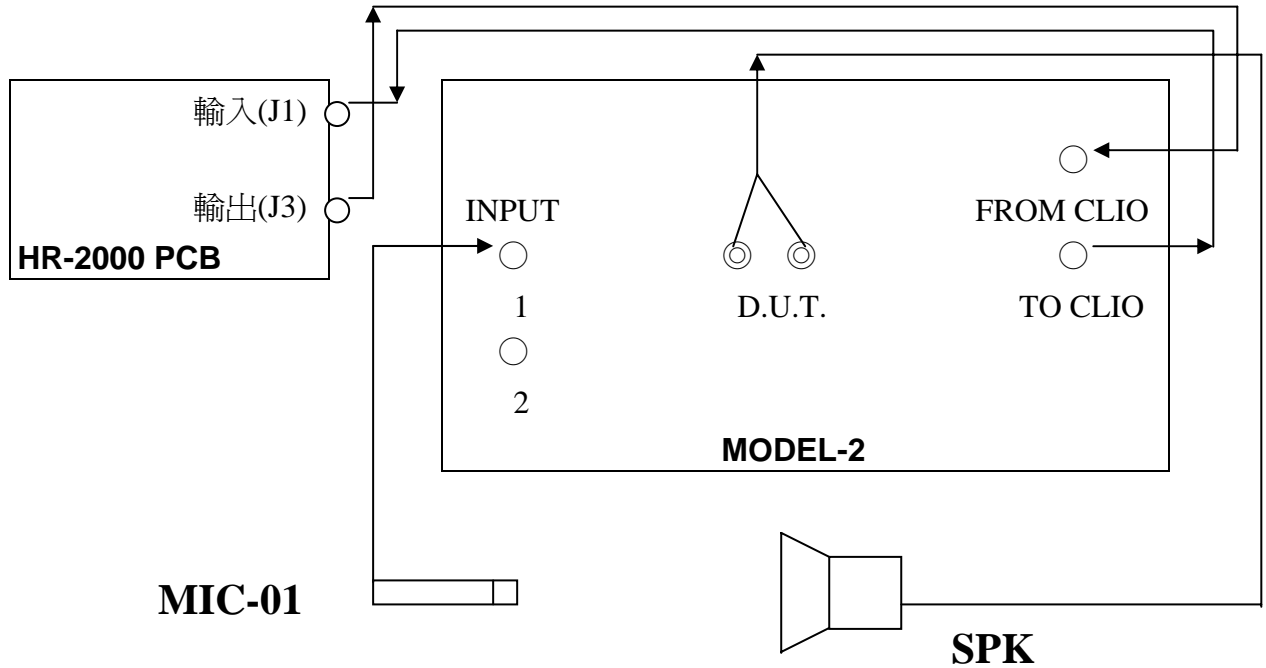 輸入(J1)
輸出(J3)
HR-2000 PCB
INPUT
1
2
D.U.T.
FROM CLIO
TO CLIO
MODEL-2
MIC-01
SPK